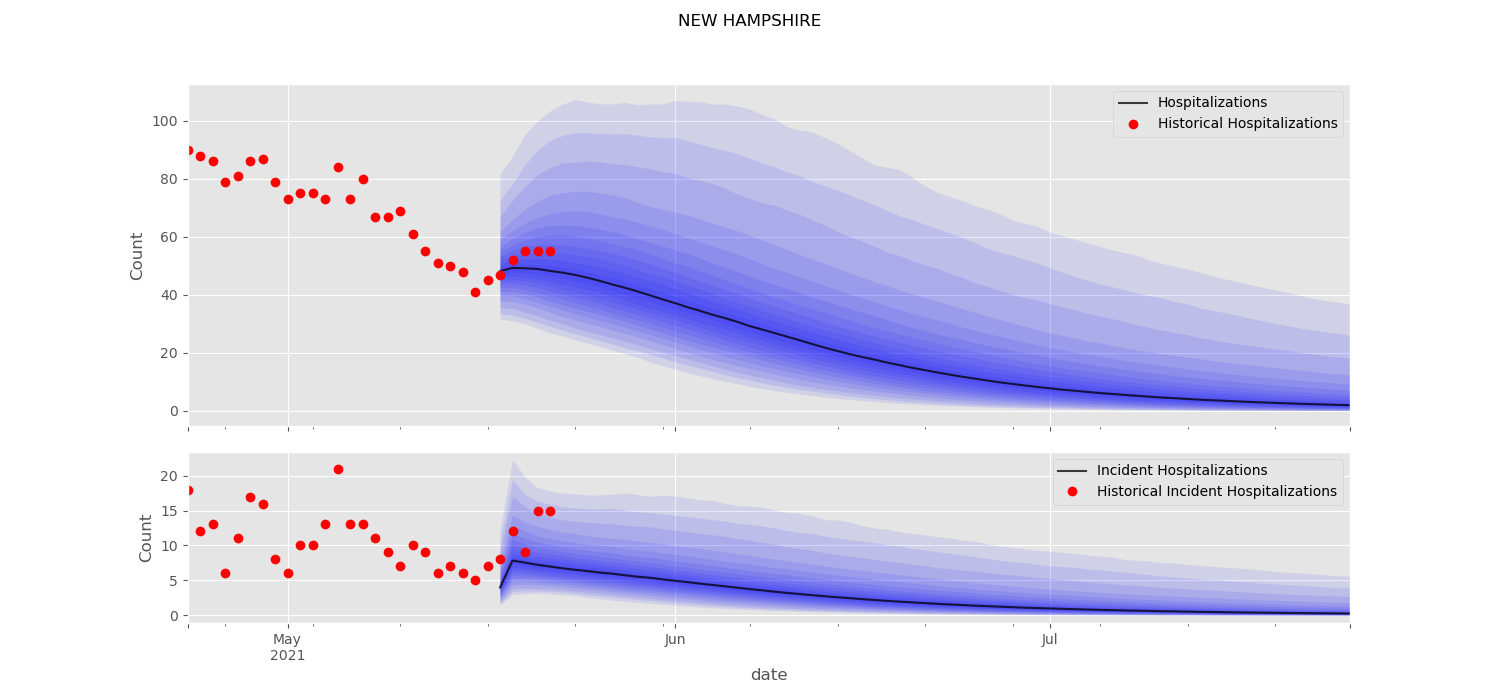 NEW HAMPSHIRE
Count
100
80
60
40
20
0
Hospitalizations
Historical Hospitalizations
Count
20
15
10
5
0
Incident Hospitalizations
Historical Incident Hospitalizations
May
2021
Jun
Jul
date